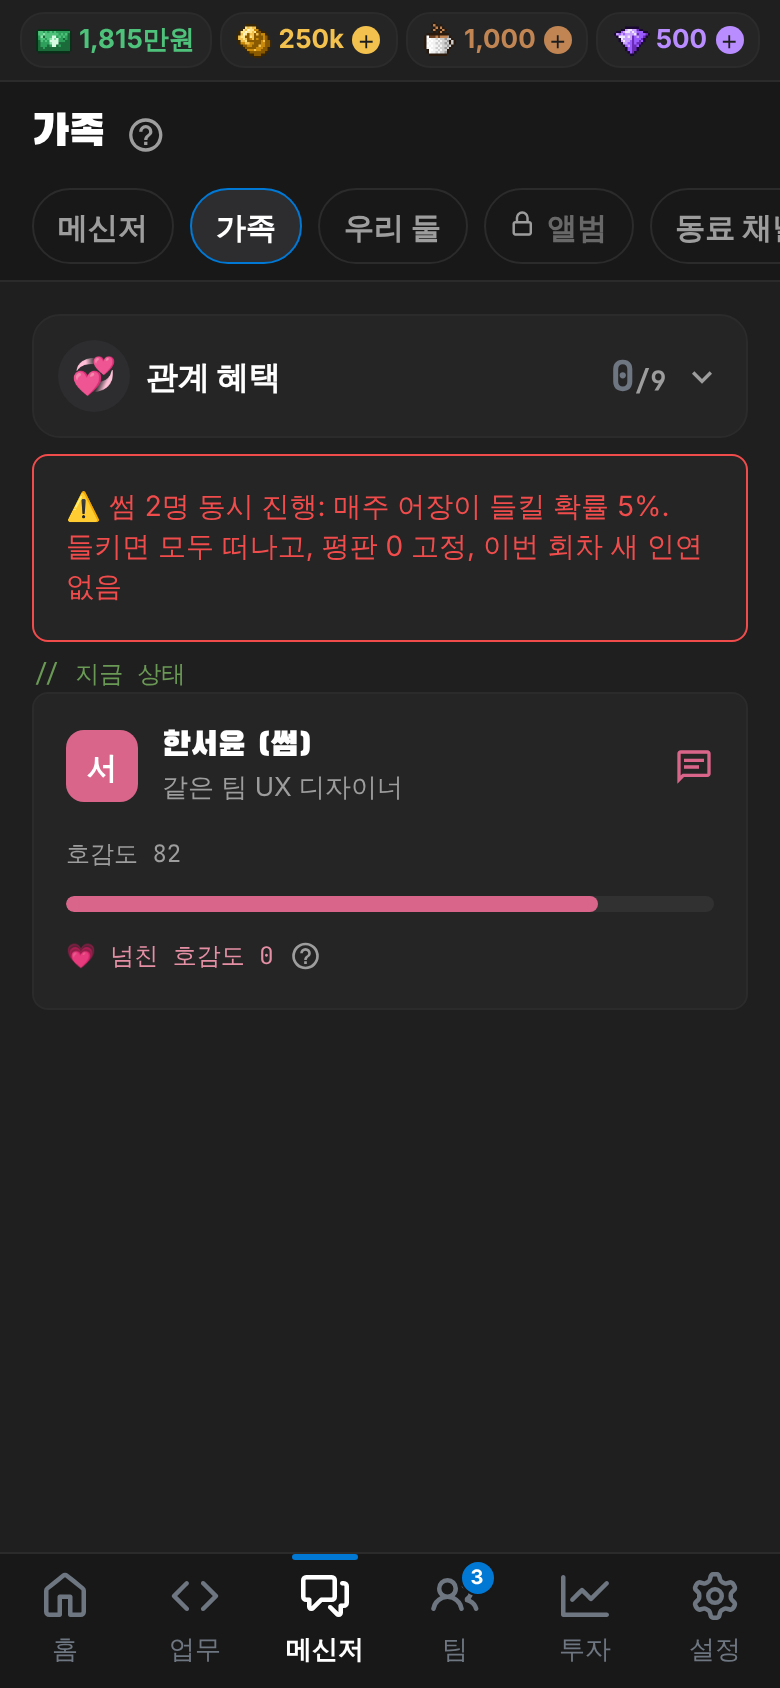 1,815만원 250k + 1,000 + 500 +
가족 ?
메신저 가족 우리 둘 앨범 동료
관계 혜택 0/9
⚠️ 썸 2명 동시 진행: 매주 어장이 들킬 확률 5%.
들키면 모두 떠나고, 평판 0 고정, 이번 회차 새 인연
없음
// 지금 상태
서 한서윤 (썸)
같은 팀 UX 디자이너
호감도 82
💗 넘친 호감도 0 ?
3
홈 업무 메신저 팀 투자 설정